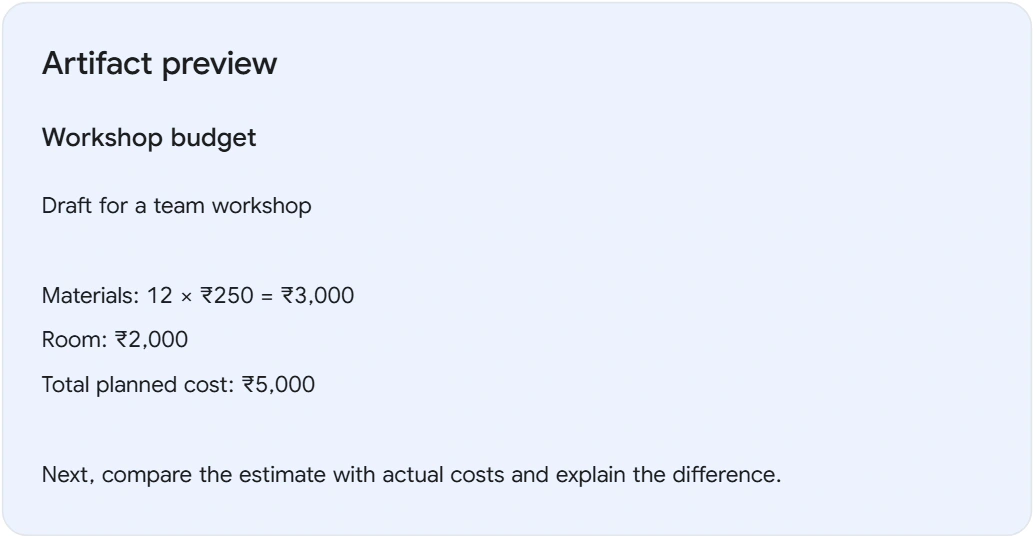 Artifact preview
Workshop budget
Draft for a team workshop
Materials: 12 × ₹250 = ₹3,000
Room: ₹2,000
Total planned cost: ₹5,000
Next, compare the estimate with actual costs and explain the difference.